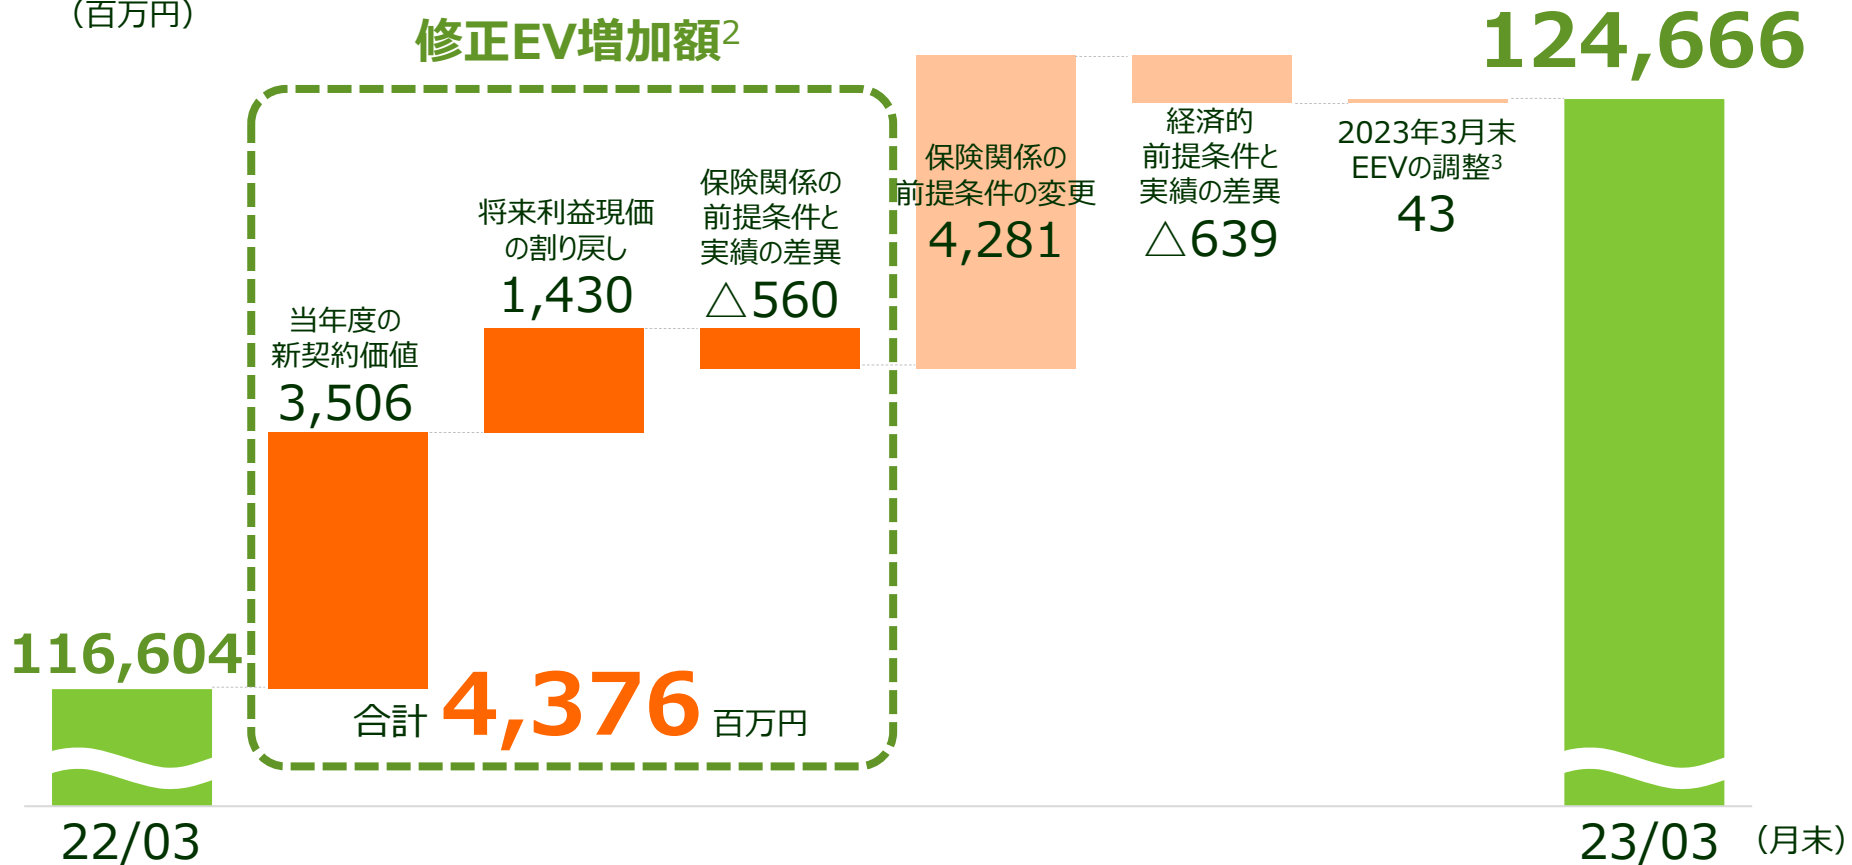 （百万円）
修正EV増加額2
124,666
保険関係の
前提条件の変更
4,281
経済的
前提条件と
実績の差異
△639
2023年3月末
EEVの調整3
43
保険関係の
前提条件と
実績の差異
△560
将来利益現価
の割り戻し
1,430
当年度の
新契約価値
3,506
116,604
合計 4,376 百万円
22/03
23/03
（月末）